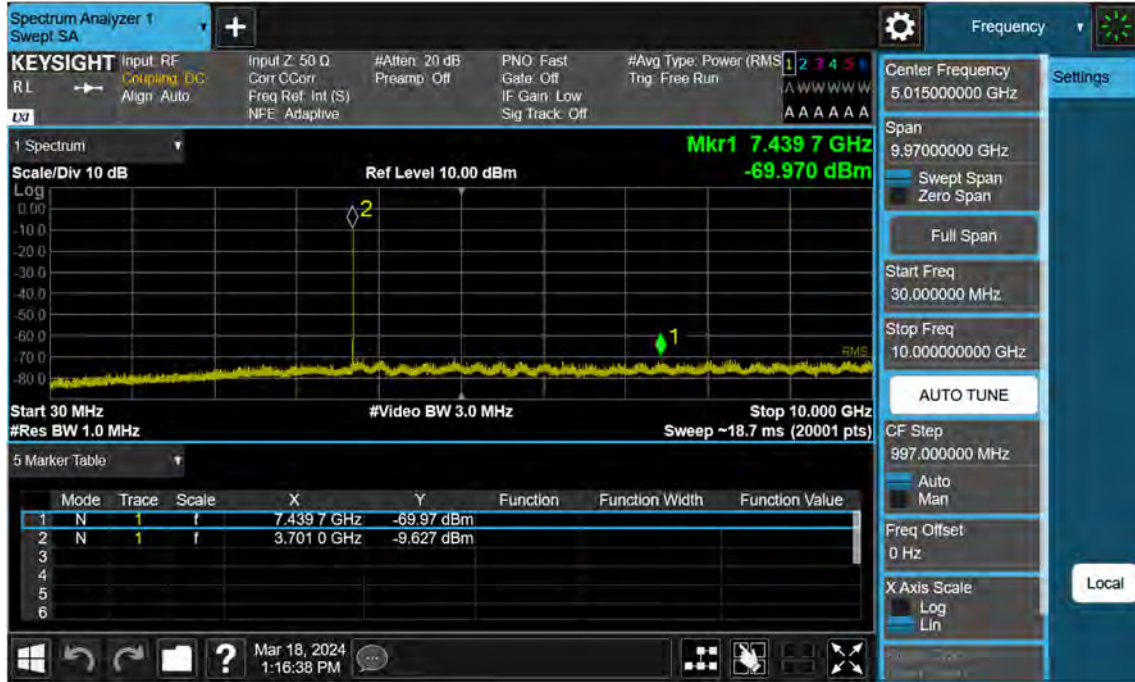 Spectrum Analyzer 1
Swept SA
+
Frequency
KEYSIGHT
RL
LXI
Input: RF
Coupling: DC
Align: Auto
Input Z: 50 Ω
Corr CCorr
Freq Ref: Int (S)
NFE: Adaptive
#Atten: 20 dB
Preamp: Off
PNO: Fast
Gate: Off
IF Gain: Low
Sig Track: Off
#Avg Type: Power (RMS
Trig: Free Run
1 2 3 4 5 6
A W W W W W
A A A A A A
Center Frequency
5.015000000 GHz
Settings
Span
9.97000000 GHz
Swept Span
Zero Span
Full Span
Start Freq
30.000000 MHz
Stop Freq
10.000000000 GHz
AUTO TUNE
CF Step
997.000000 MHz
Auto
Man
Freq Offset
0 Hz
X Axis Scale
Log
Lin
Local
1 Spectrum
Scale/Div 10 dB
Ref Level 10.00 dBm
Mkr1 7.439 7 GHz
-69.970 dBm
Log
0.00
-10.0
-20.0
-30.0
-40.0
-50.0
-60.0
-70.0
-80.0
2
1
RMS
Start 30 MHz
#Video BW 3.0 MHz
Stop 10.000 GHz
#Res BW 1.0 MHz
Sweep ~18.7 ms (20001 pts)
5 Marker Table
Mode Trace Scale X Y Function Function Width Function Value
1 N 1 f 7.439 7 GHz -69.97 dBm
2 N 1 f 3.701 0 GHz -9.627 dBm
3
4
5
6
?
Mar 18, 2024
1:16:38 PM